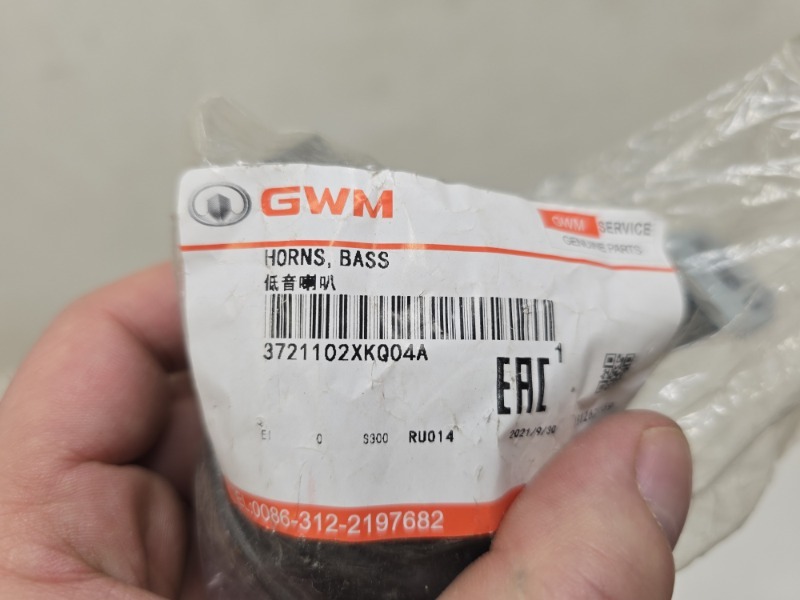 GWM
GWM SERVICE
GENUINE PARTS
HORNS, BASS
低音喇叭
3721102XKQ04A
1
EAC
0 S300 RU014
2021/9/30
0086-312-2197682